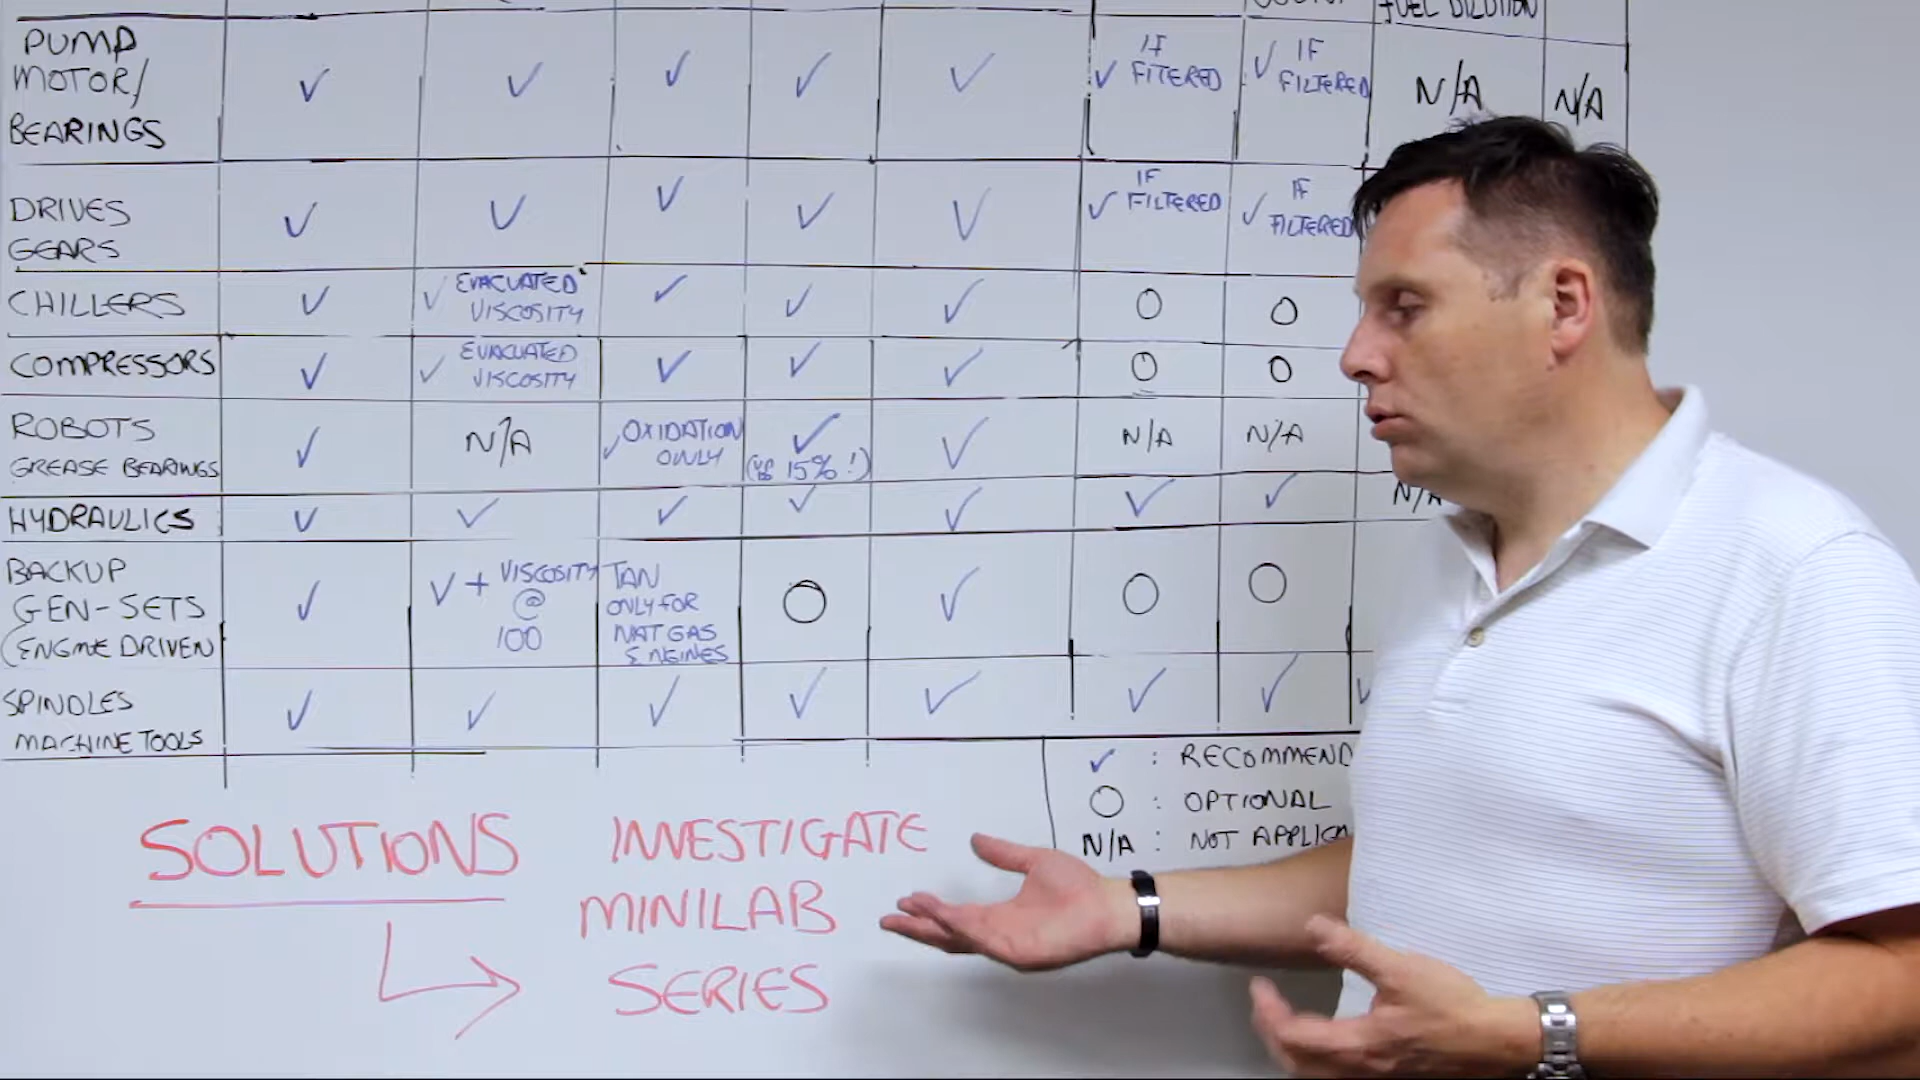 FUEL DILUTION
PUMP
MOTOR/
BEARINGS
✓ ✓ ✓ ✓ ✓
IF
✓ FITERED
✓ IF
FILTERED
N/A
N/A
DRIVES
GEARS
✓ ✓ ✓ ✓ ✓
IF
✓ FILTERED
IF
✓ FILTERED
CHILLERS
✓
✓ EVACUATED
VISCOSITY
✓ ✓ ✓ O O
COMPRESSORS
✓
✓ EVACUATED
VISCOSITY
✓ ✓ ✓ O O
ROBOTS
GREASE BEARINGS
✓ N/A
✓ OXIDATION
ONLY
✓
15% !)
✓ N/A N/A
HYDRAULICS
✓ ✓ ✓ ✓ ✓ ✓ ✓ N/A
BACKUP
GEN-SETS
(ENGINE DRIVEN
✓
✓ + VISCOSITY
@
100
TAN
ONLY FOR
NAT GAS
ENGINES
O ✓ O O
SPINDLES
MACHINE TOOLS
✓ ✓ ✓ ✓ ✓ ✓ ✓ ✓
✓ : RECOMMEND
O : OPTIONAL
N/A : NOT APPLICA
SOLUTIONS
INVESTIGATE
MINILAB
SERIES